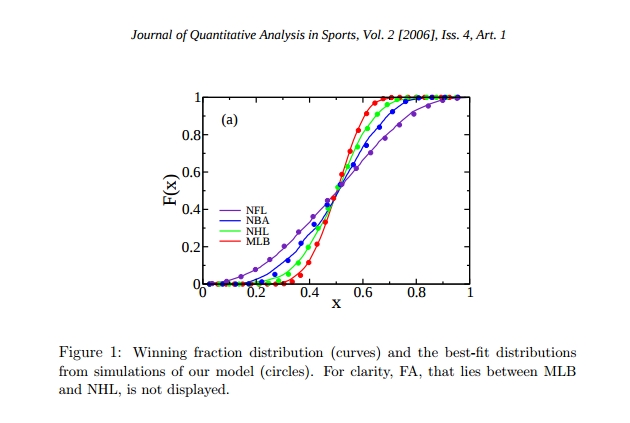 Journal of Quantitative Analysis in Sports, Vol. 2 [2006], Iss. 4, Art. 1
1
(a)
0.8
0.6
F(x)
0.4
NFL
NBA
NHL
MLB
0.2
0
0 0.2 0.4 0.6 0.8 1
x
Figure 1: Winning fraction distribution (curves) and the best-fit distributions
from simulations of our model (circles). For clarity, FA, that lies between MLB
and NHL, is not displayed.